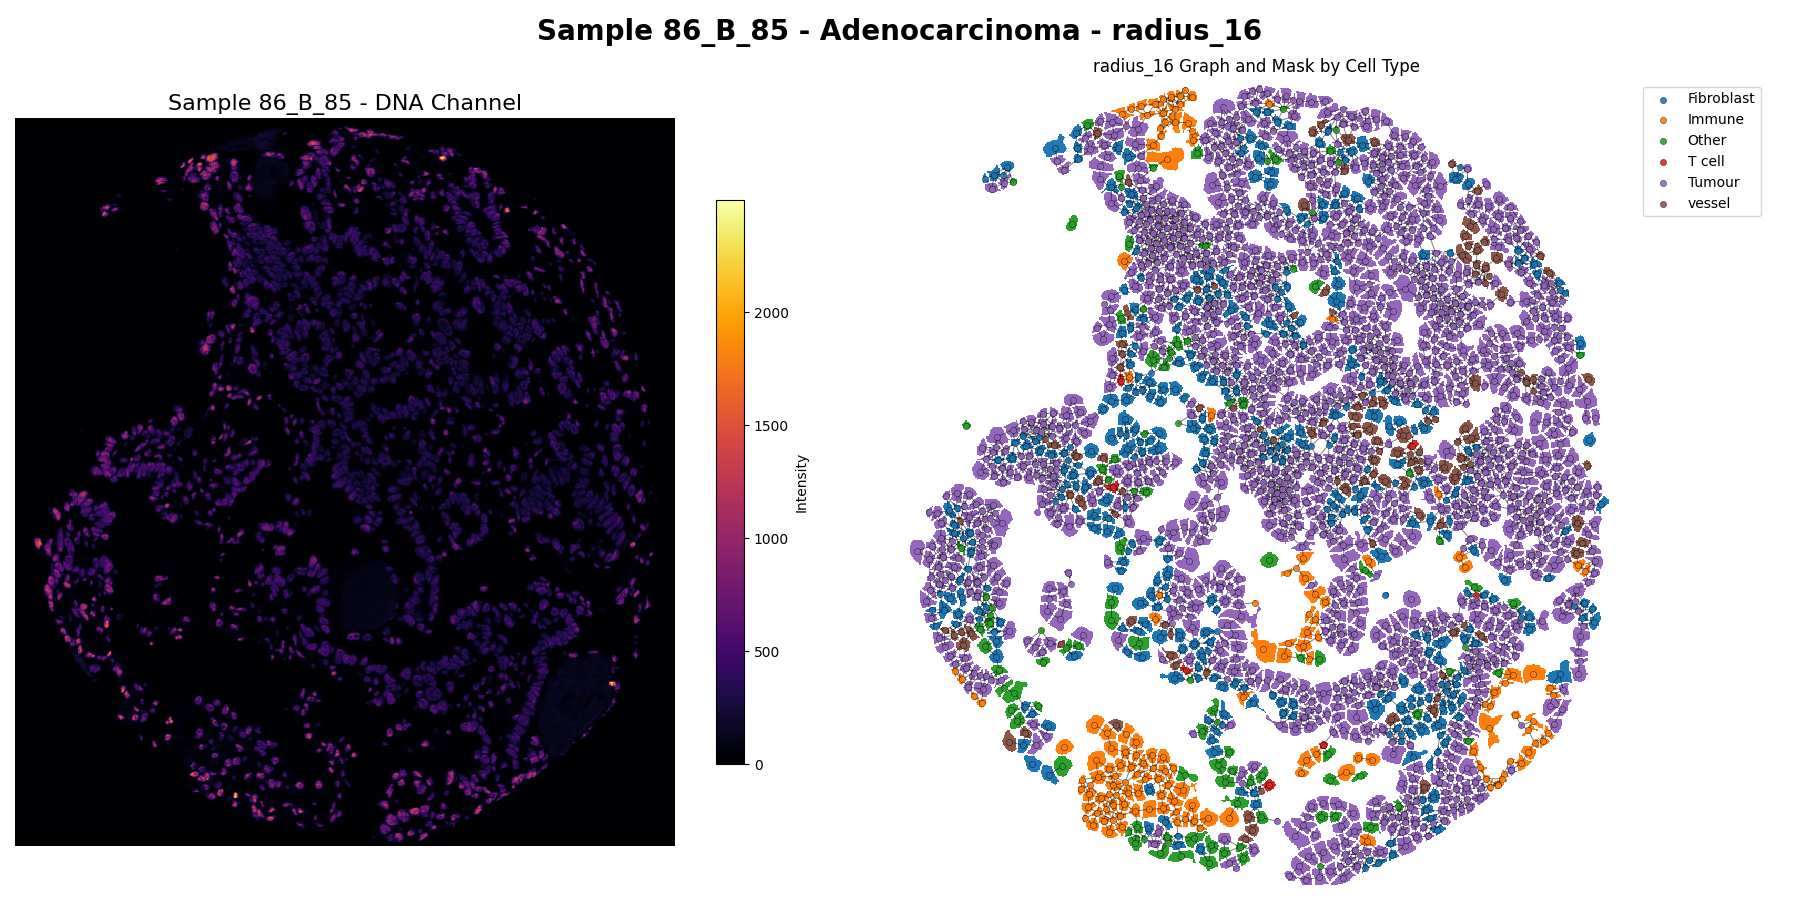 Sample 86_B_85 - Adenocarcinoma - radius_16
Sample 86_B_85 - DNA Channel
radius_16 Graph and Mask by Cell Type
Fibroblast
Immune
Other
T cell
Tumour
vessel
2000
1500
1000
500
0
Intensity